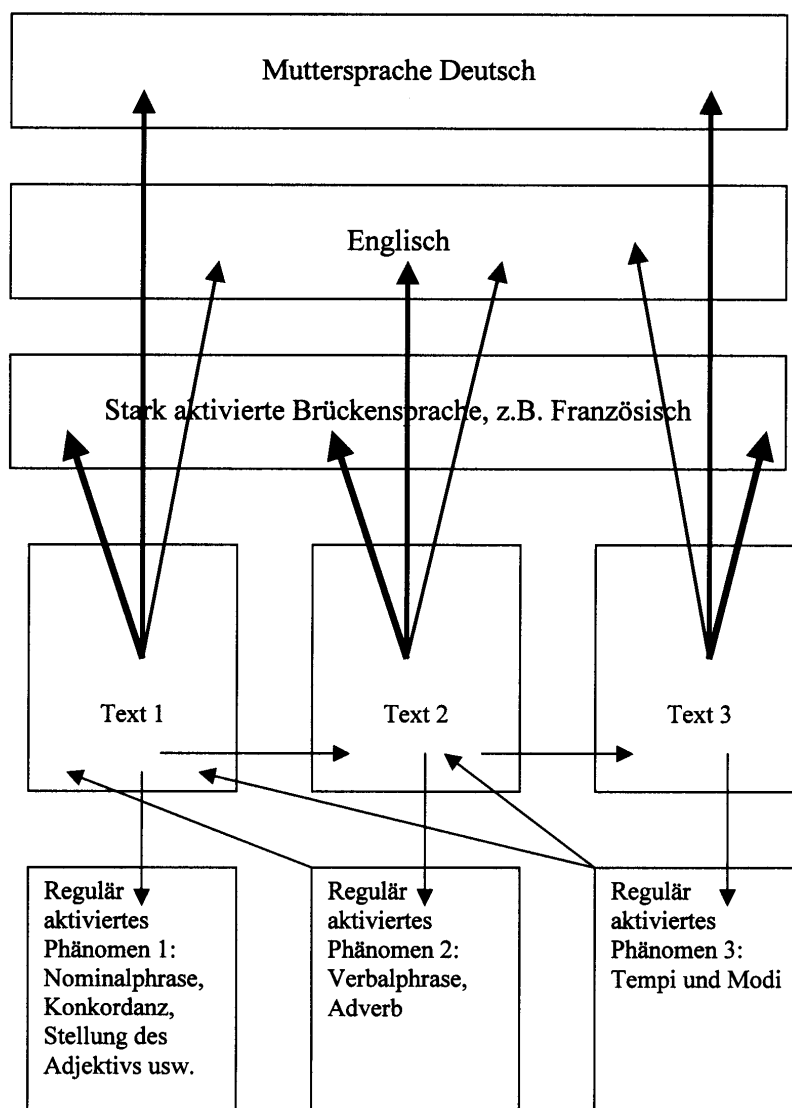 Muttersprache Deutsch
Englisch
Stark aktivierte Brückensprache, z.B. Französisch
Text 1
Text 2
Text 3
Regulär
aktiviertes
Phänomen 1:
Nominalphrase,
Konkordanz,
Stellung des
Adjektivs usw.
Regulär
aktiviertes
Phänomen 2:
Verbalphrase,
Adverb
Regulär
aktiviertes
Phänomen 3:
Tempi und Modi